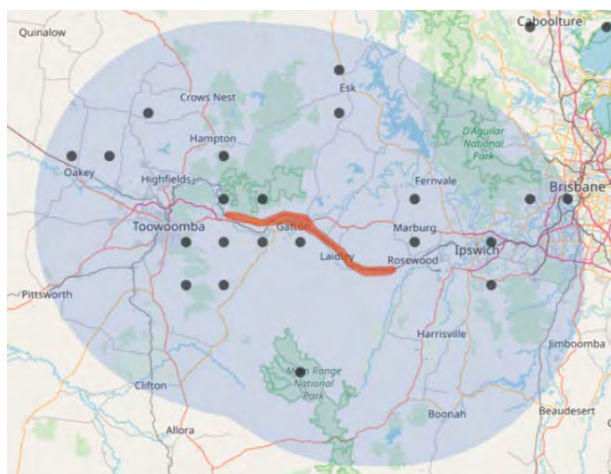 Caboolture
Quinalow
Esk
Crows Nest
D'Aguilar
National
Park
Hampton
Oakey
Highfields
Fernvale
Brisbane
Toowoomba
Gatton
Marburg
Ipswich
Laidley
Rosewood
Pittsworth
Harrisville
Jimboomba
Main Range
National
Park
Clifton
Boonah
Beaudesert
Allora